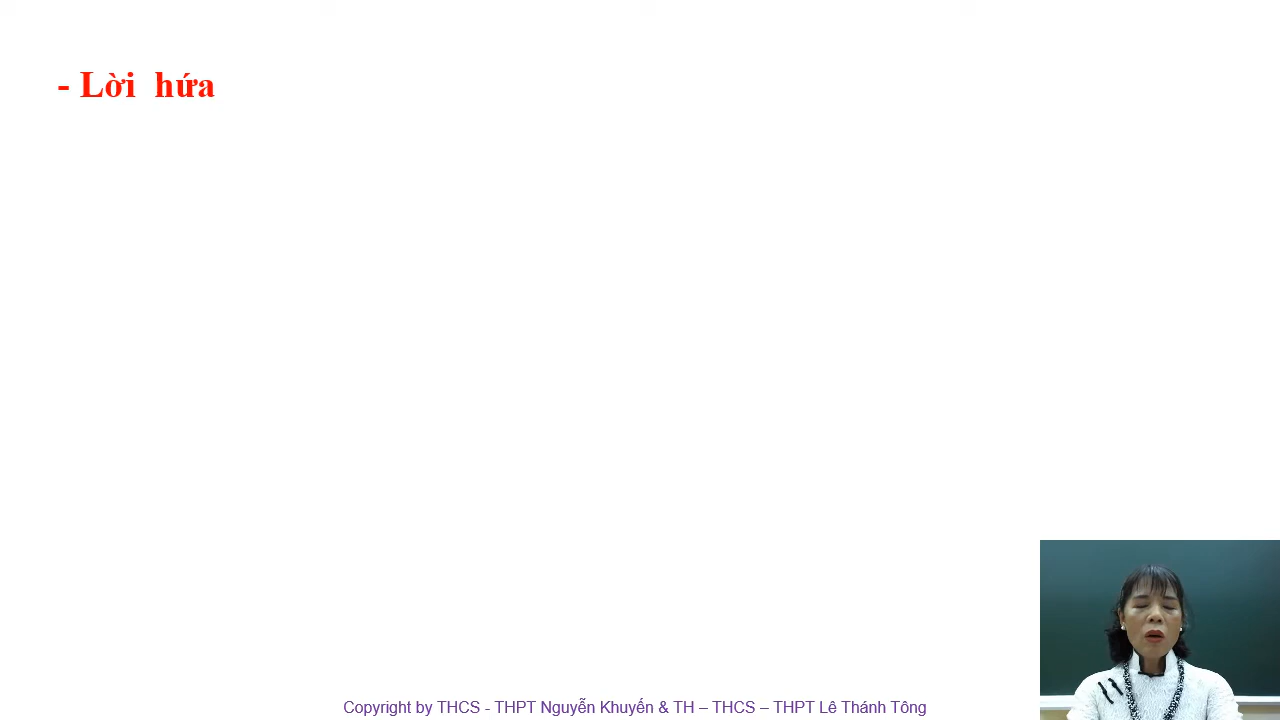 - Lời hứa
Copyright by THCS - THPT Nguyễn Khuyến & TH – THCS – THPT Lê Thánh Tông